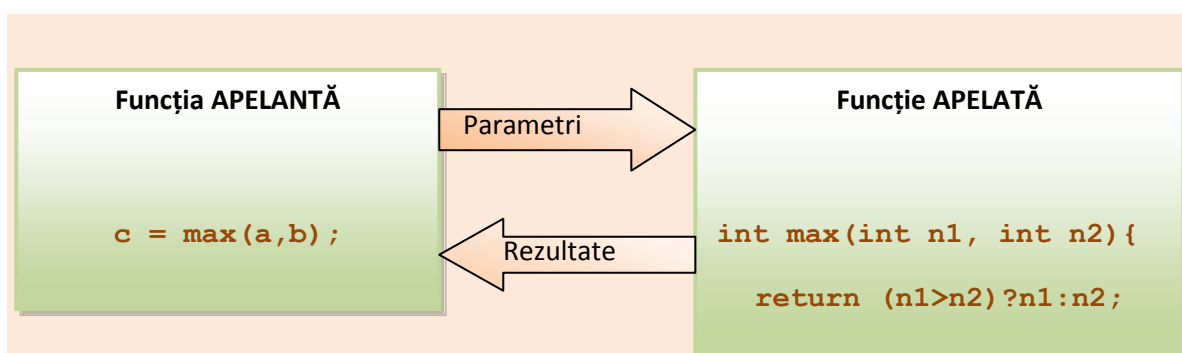 Funcția APELANTĂ
c = max(a,b);
Parametri
Rezultate
Funcție APELATĂ
int max(int n1, int n2){
return (n1>n2)?n1:n2;